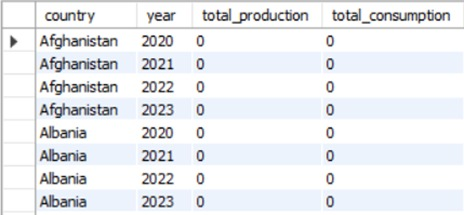 country year total_production total_consumption
Afghanistan 2020 0 0
Afghanistan 2021 0 0
Afghanistan 2022 0 0
Afghanistan 2023 0 0
Albania 2020 0 0
Albania 2021 0 0
Albania 2022 0 0
Albania 2023 0 0